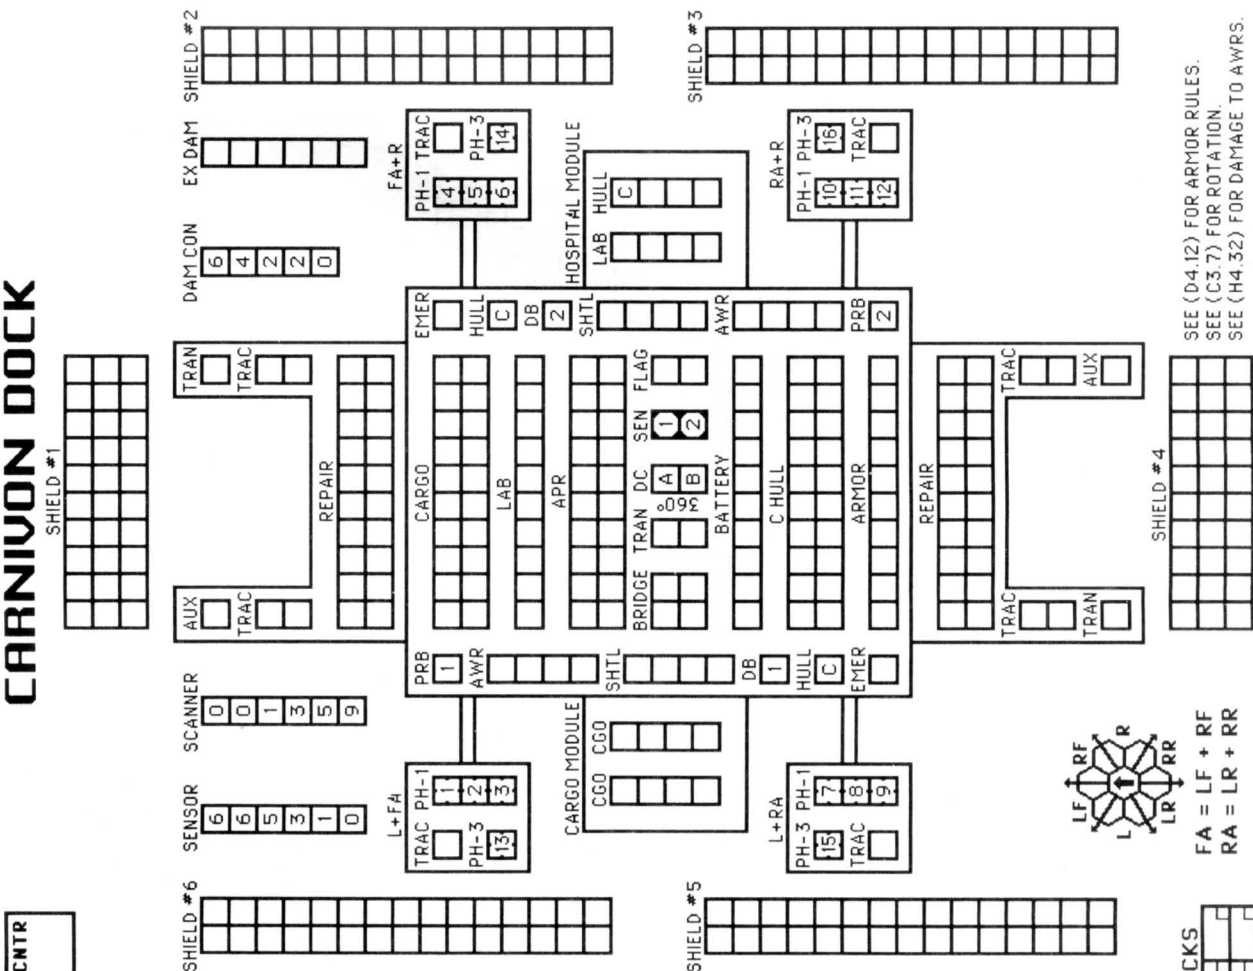 CNTR
CARNIVON DOCK
SHIELD #1
SHIELD #6
SENSOR
6
6
5
3
1
0
SCANNER
0
0
1
3
5
9
DAM CON
6
4
2
2
0
EX DAM
SHIELD #2
AUX
TRAC
REPAIR
TRAN
TRAC
L+FA
TRAC PH-1
1
2
3
PH-3
13
FA+R
PH-1 TRAC
4
5
6
PH-3
14
PRB
1
AWR
SHTL
DB
1
HULL
C
EMER
CARGO
LAB
APR
BRIDGE TRAN DC SEN FLAG
360°
A
B
1
2
BATTERY
C HULL
ARMOR
EMER
HULL
C
DB
2
SHTL
AWR
PRB
2
CARGO MODULE
CGO CGO
HOSPITAL MODULE
LAB HULL
C
SHIELD #5
L+RA
PH-3 PH-1
15
7
8
9
TRAC
RA+R
PH-1 PH-3
10
11
12
16
TRAC
SHIELD #3
REPAIR
TRAC
TRAN
TRAC
AUX
SHIELD #4
LF RF
L R
LR RR
FA = LF + RF
RA = LR + RR
SEE (D4.12) FOR ARMOR RULES.
SEE (C3.7) FOR ROTATION.
SEE (H4.32) FOR DAMAGE TO AWRS.
CKS